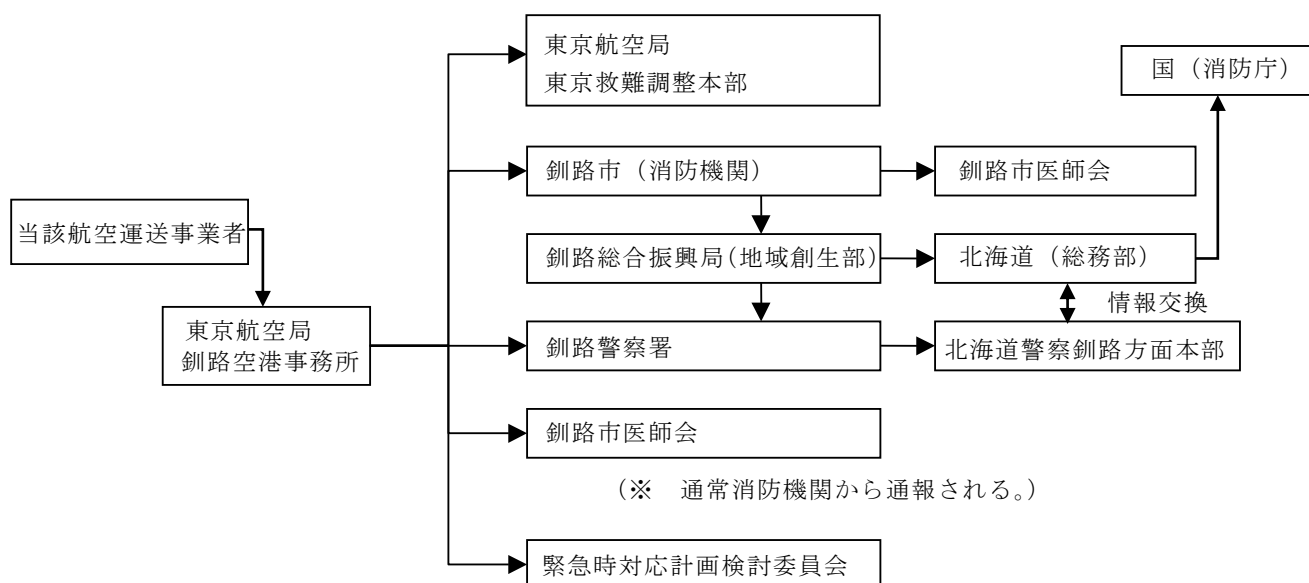 東京航空局
東京救難調整本部
国（消防庁）
釧路市（消防機関）
釧路市医師会
当該航空運送事業者
釧路総合振興局(地域創生部)
北海道（総務部）
情報交換
東京航空局
釧路空港事務所
釧路警察署
北海道警察釧路方面本部
釧路市医師会
（※　通常消防機関から通報される。）
緊急時対応計画検討委員会